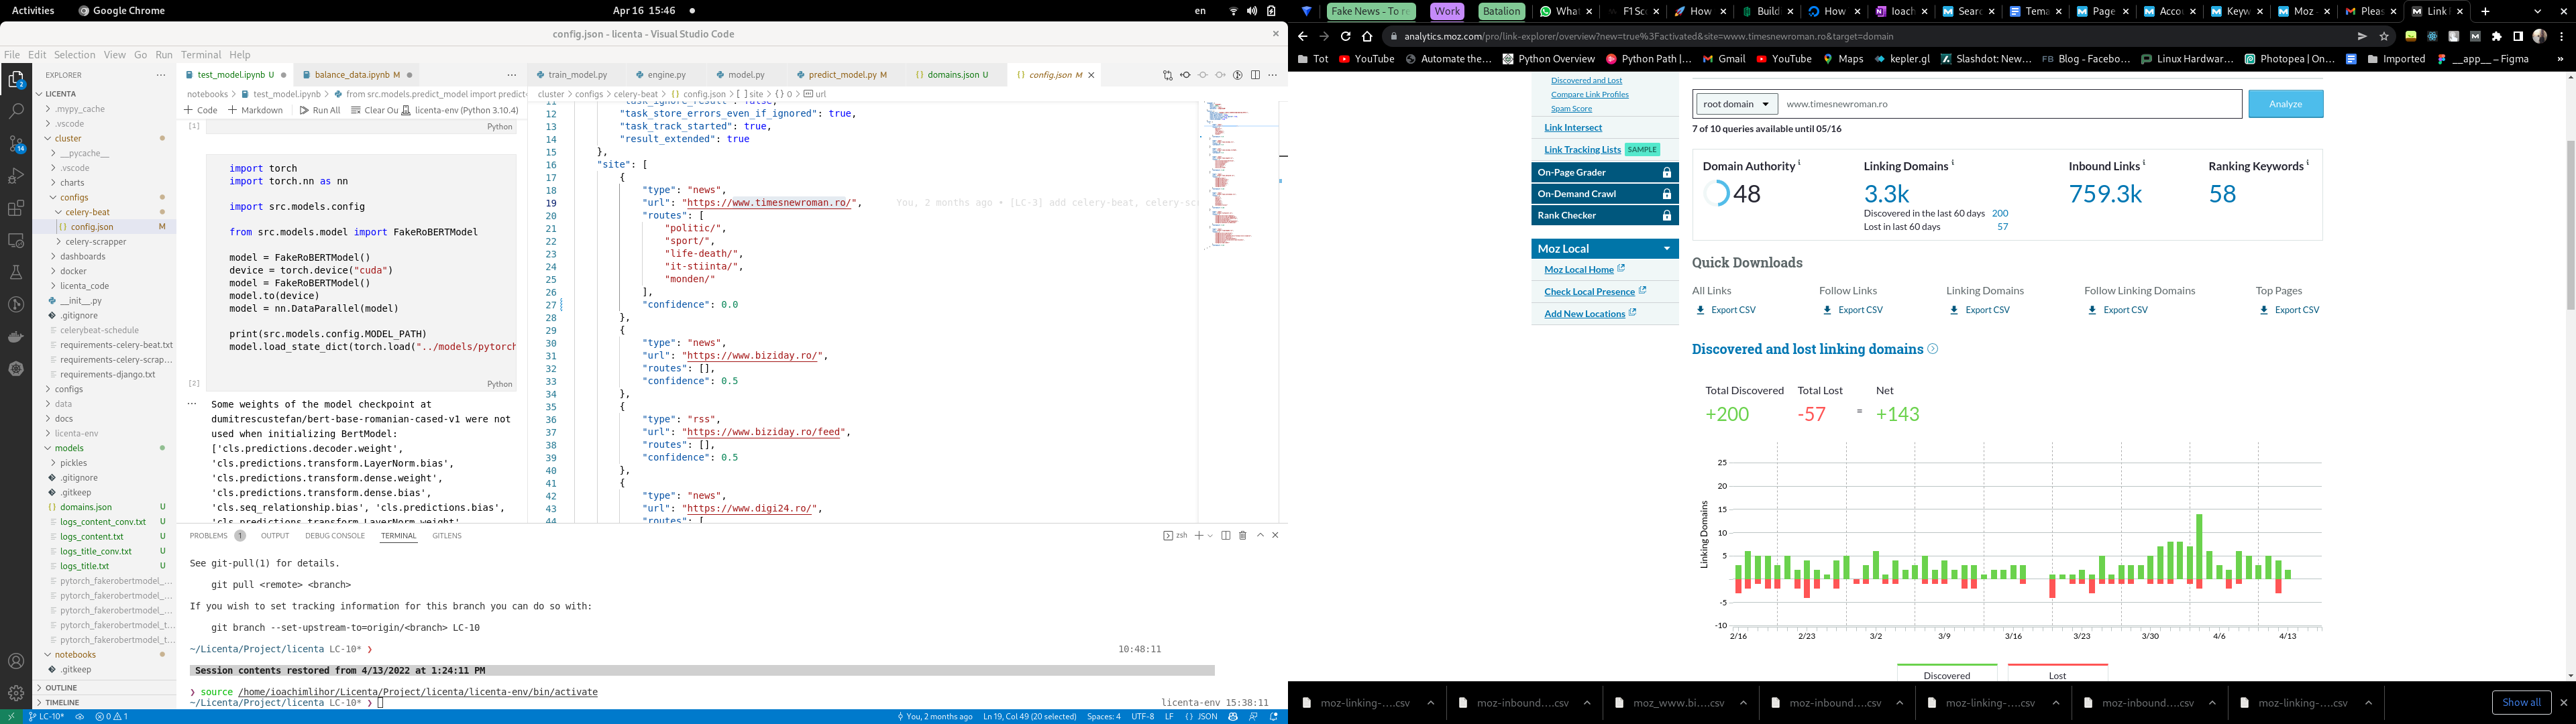 Activities
Google Chrome
Apr 16 15:46
en
config.json - licenta - Visual Studio Code
File Edit Selection View Go Run Terminal Help
EXPLORER
LICENTA
.mypy_cache
.vscode
cluster
__pycache__
.vscode
charts
configs
celery-beat
config.json M
celery-scrapper
dashboards
docker
licenta_code
__init__.py
.gitignore
celerybeat-schedule
requirements-celery-beat.txt
requirements-celery-scrap...
requirements-django.txt
configs
data
docs
licenta-env
models
pickles
.gitignore
.gitkeep
domains.json U
logs_content_conv.txt U
logs_content.txt U
logs_title_conv.txt U
logs_title.txt U
pytorch_fakerobertmodel_...
pytorch_fakerobertmodel_...
pytorch_fakerobertmodel_...
pytorch_fakerobertmodel_t...
pytorch_fakerobertmodel_t...
notebooks
.gitkeep
OUTLINE
TIMELINE
test_model.ipynb U
balance_data.ipynb M
notebooks > test_model.ipynb > from src.models.predict_model import predict
+ Code + Markdown Run All Clear Ou licenta-env (Python 3.10.4)
[1] Python
import torch
import torch.nn as nn
import src.models.config
from src.models.model import FakeRoBERTModel
model = FakeRoBERTModel()
device = torch.device("cuda")
model = FakeRoBERTModel()
model.to(device)
model = nn.DataParallel(model)
print(src.models.config.MODEL_PATH)
model.load_state_dict(torch.load("../models/pytorch
[2] Python
Some weights of the model checkpoint at
dumitrescustefan/bert-base-romanian-cased-v1 were not
used when initializing BertModel:
['cls.predictions.decoder.weight',
'cls.predictions.transform.LayerNorm.bias',
'cls.predictions.transform.dense.weight',
'cls.predictions.transform.dense.bias',
'cls.seq_relationship.bias', 'cls.predictions.bias',
'cls.predictions.transform.LayerNorm.weight'
train_model.py
engine.py
model.py
predict_model.py M
domains.json U
config.json M
cluster > configs > celery-beat > config.json > [ ] site > {} 0 > url
11 "task_ignore_result": false,
12 "task_store_errors_even_if_ignored": true,
13 "task_track_started": true,
14 "result_extended": true
15 },
16 "site": [
17 {
18 "type": "news",
19 "url": "https://www.timesnewroman.ro/", You, 2 months ago • [LC-3] add celery-beat, celery-sc
20 "routes": [
21 "politic/",
22 "sport/",
23 "life-death/",
24 "it-stiinta/",
25 "monden/"
26 ],
27 "confidence": 0.0
28 },
29 {
30 "type": "news",
31 "url": "https://www.biziday.ro/",
32 "routes": [],
33 "confidence": 0.5
34 },
35 {
36 "type": "rss",
37 "url": "https://www.biziday.ro/feed",
38 "routes": [],
39 "confidence": 0.5
40 },
41 {
42 "type": "news",
43 "url": "https://www.digi24.ro/",
44 "routes": [
PROBLEMS 1 OUTPUT DEBUG CONSOLE TERMINAL GITLENS
zsh
See git-pull(1) for details.
git pull <remote> <branch>
If you wish to set tracking information for this branch you can do so with:
git branch --set-upstream-to=origin/<branch> LC-10
~/Licenta/Project/licenta LC-10* ❯ 10:48:11
Session contents restored from 4/13/2022 at 1:24:11 PM
❯ source /home/ioachimlihor/Licenta/Project/licenta/licenta-env/bin/activate
~/Licenta/Project/licenta LC-10* ❯ licenta-env 15:38:11
LC-10* 0 1 You, 2 months ago Ln 19, Col 49 (20 selected) Spaces: 4 UTF-8 LF {} JSON
Fake News - To re
Work
Batalion
What
F1 Sc
How
Build
How
Ioach
Searc
Tema
Page
Acco
Keyw
Moz -
Pleas
Link
analytics.moz.com/pro/link-explorer/overview?new=true%3Factivated&site=www.timesnewroman.ro&target=domain
Tot
YouTube
Automate the...
Python Overview
Python Path |...
Gmail
YouTube
Maps
kepler.gl
Slashdot: New...
FB Blog - Facebo...
Linux Hardwar...
Photopea | On...
Imported
__app__ – Figma
Discovered and Lost
Compare Link Profiles
Spam Score
Link Intersect
Link Tracking Lists SAMPLE
On-Page Grader
On-Demand Crawl
Rank Checker
Moz Local
Moz Local Home
Check Local Presence
Add New Locations
root domain www.timesnewroman.ro Analyze
7 of 10 queries available until 05/16
Domain Authority
48
Linking Domains
3.3k
Discovered in the last 60 days 200
Lost in last 60 days 57
Inbound Links
759.3k
Ranking Keywords
58
Quick Downloads
All Links Follow Links Linking Domains Follow Linking Domains Top Pages
Export CSV Export CSV Export CSV Export CSV Export CSV
Discovered and lost linking domains
Total Discovered Total Lost Net
+200 -57 = +143
Linking Domains
25
20
15
10
5
-5
-10
2/16 2/23 3/2 3/9 3/16 3/23 3/30 4/6 4/13
Discovered Lost
moz-linking-....csv
moz-inbound....csv
moz_www.bi....csv
moz-inbound....csv
moz-linking-....csv
moz-inbound....csv
moz-linking-....csv
Show all